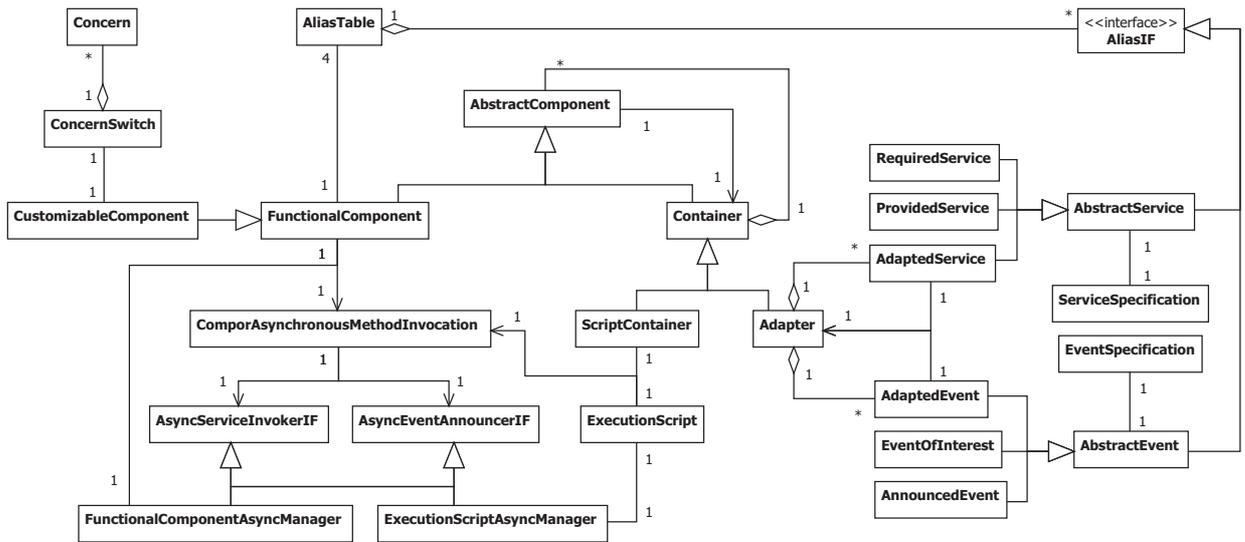 Concern
AliasTable
1
*
<<interface>>
AliasIF
*
4
1
*
AbstractComponent
1
ConcernSwitch
1
1
1
1
1
RequiredService
CustomizableComponent
FunctionalComponent
Container
1
ProvidedService
AbstractService
1
*
AdaptedService
1
1
1
1
1
ServiceSpecification
ComporAsynchronousMethodInvocation
1
ScriptContainer
Adapter
1
1
1
EventSpecification
1
1
1
1
1
1
1
AdaptedEvent
1
*
1
AsyncServiceInvokerIF
AsyncEventAnnouncerIF
ExecutionScript
EventOfInterest
AbstractEvent
1
1
AnnouncedEvent
FunctionalComponentAsyncManager
ExecutionScriptAsyncManager
1